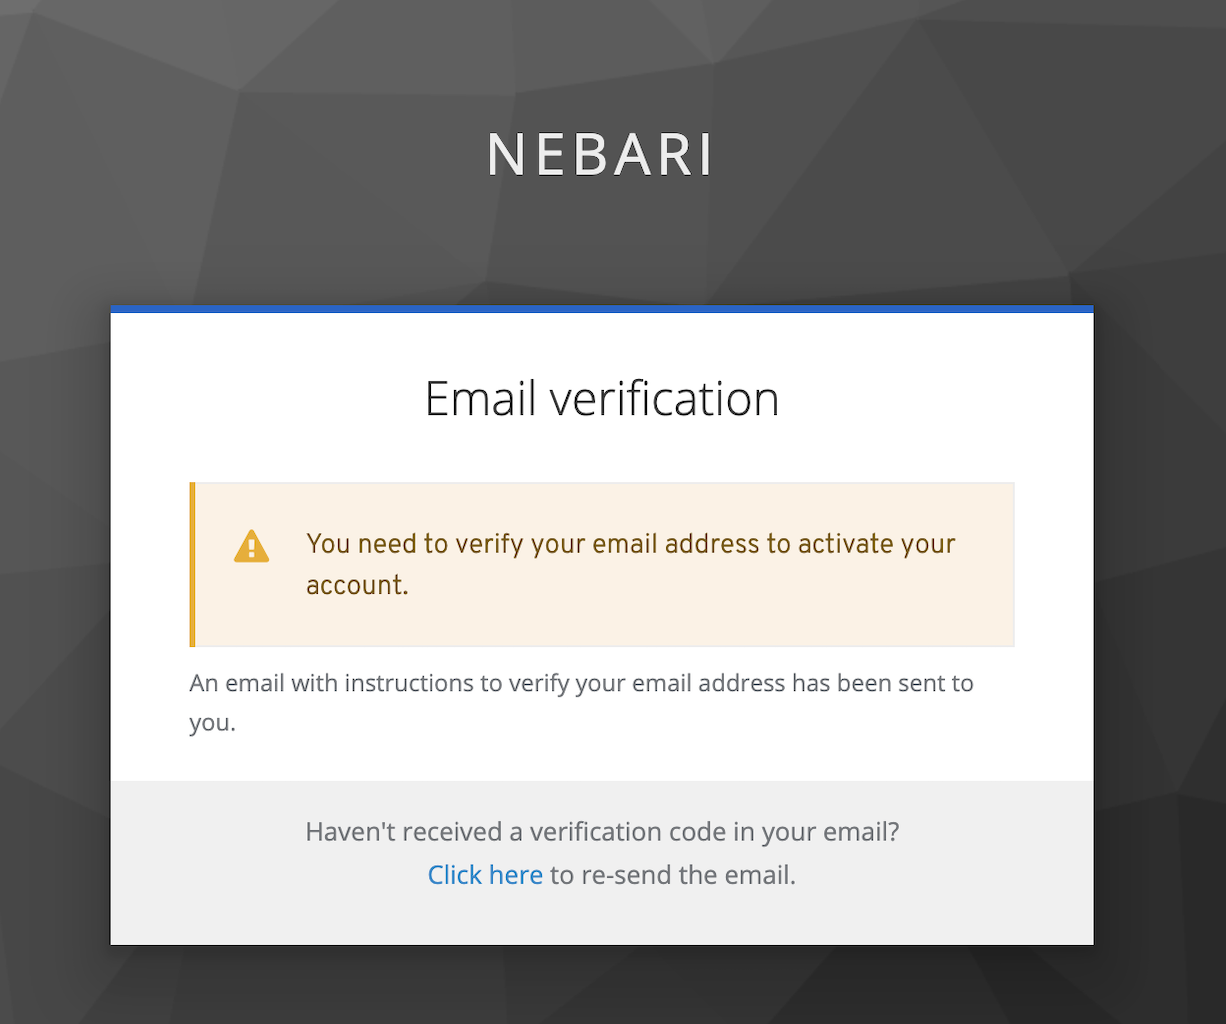 NEBARI
Email verification
You need to verify your email address to activate your
account.
An email with instructions to verify your email address has been sent to
you.
Haven't received a verification code in your email?
Click here to re-send the email.